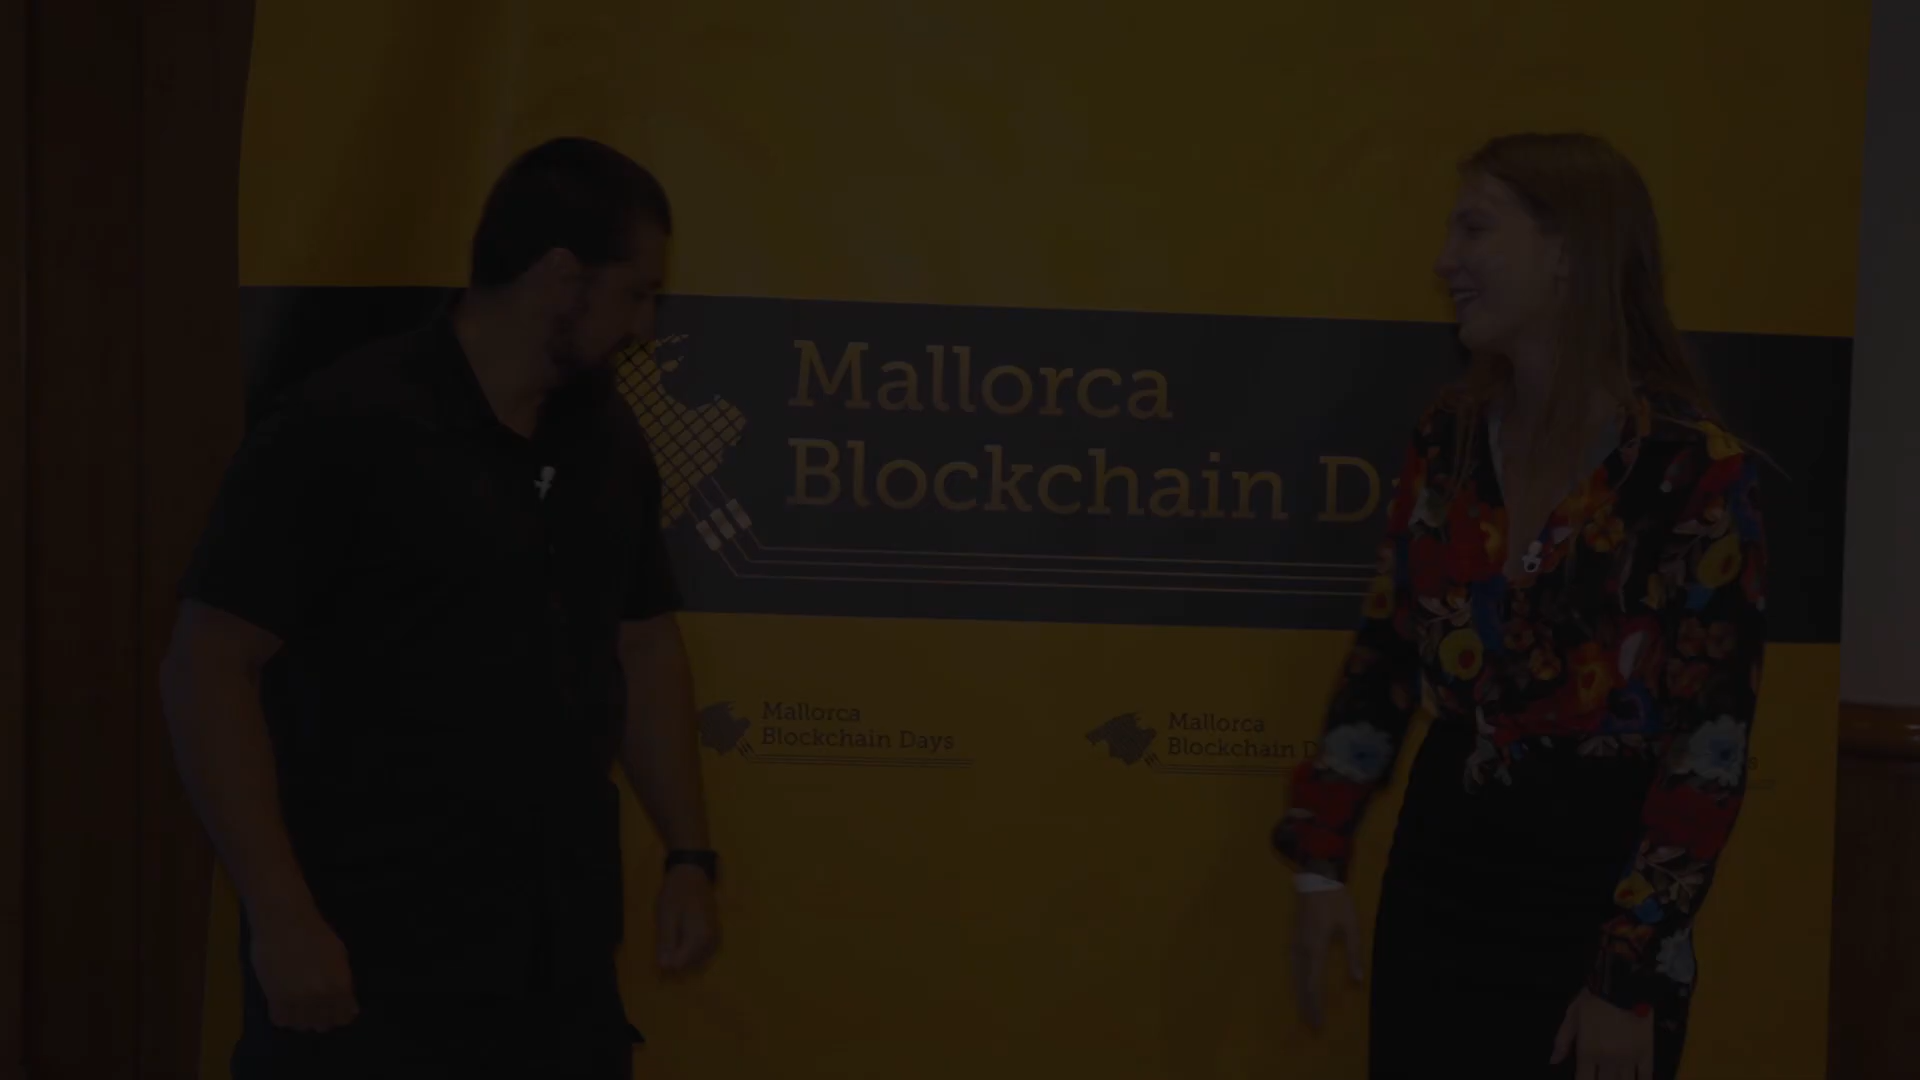 Mallorca
Blockchain D
Mallorca
Blockchain Days
Mallorca
Blockchain D
s